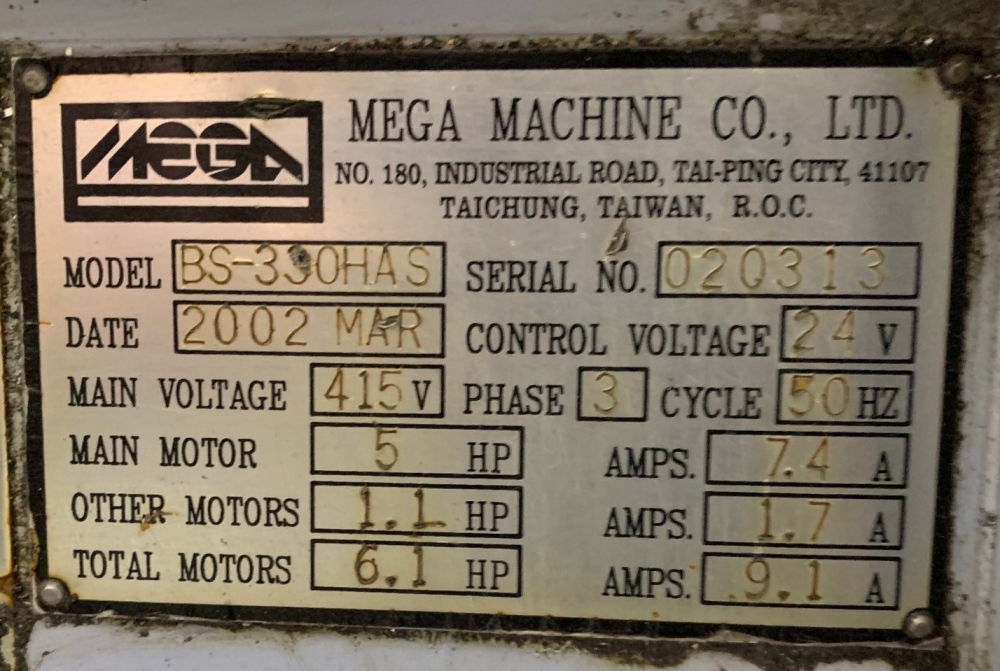 MEGA
MEGA MACHINE CO., LTD.
NO. 180, INDUSTRIAL ROAD, TAI-PING CITY, 41107
TAICHUNG, TAIWAN, R.O.C.
MODEL BS-330HAS SERIAL NO. 020313
DATE 2002 MAR CONTROL VOLTAGE 24 V
MAIN VOLTAGE 415 V PHASE 3 CYCLE 50 HZ
MAIN MOTOR 5 HP AMPS. 7.4 A
OTHER MOTORS 1.1 HP AMPS. 1.7 A
TOTAL MOTORS 6.1 HP AMPS. 9.1 A